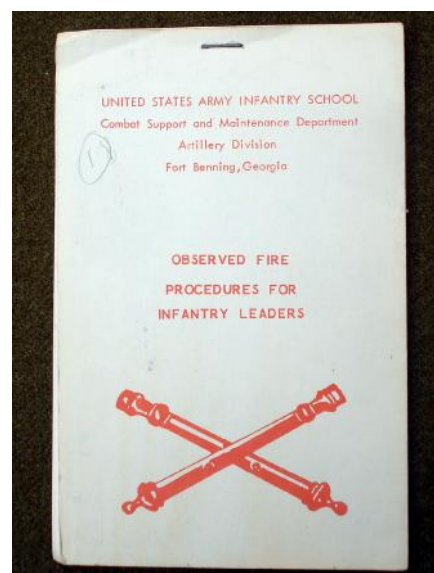 UNITED STATES ARMY INFANTRY SCHOOL
Combat Support and Maintenance Department
Artillery Division
Fort Benning, Georgia
OBSERVED FIRE
PROCEDURES FOR
INFANTRY LEADERS